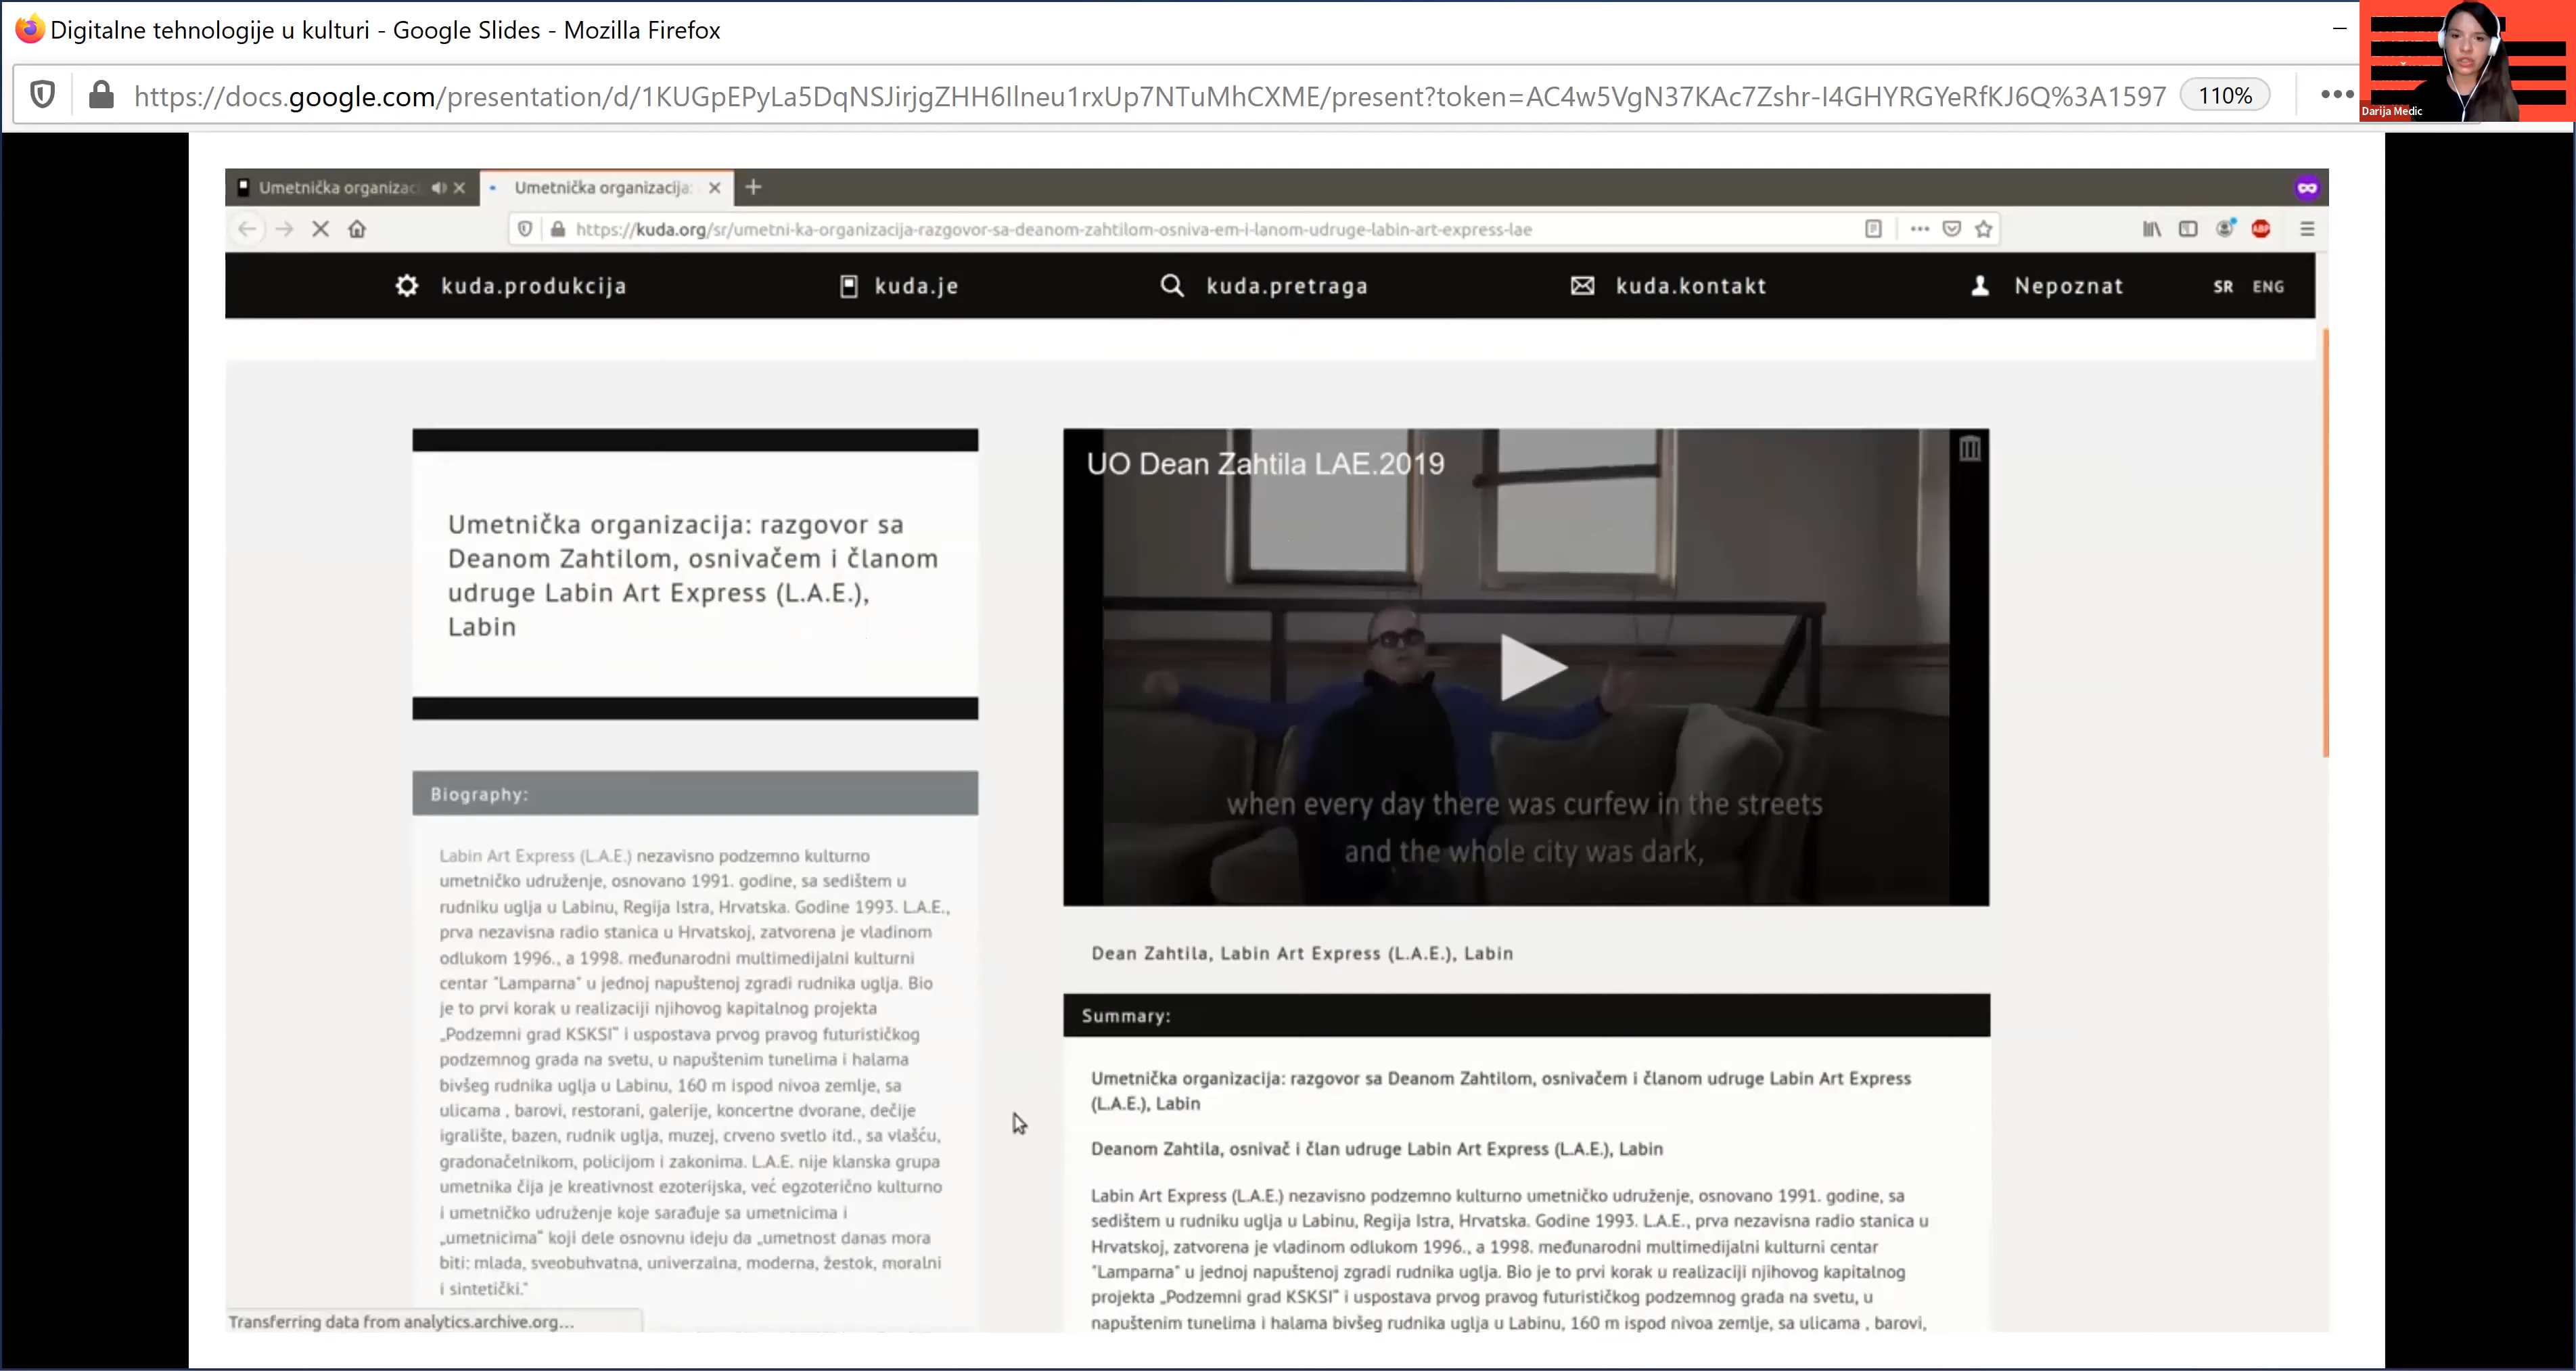 Digitalne tehnologije u kulturi - Google Slides - Mozilla Firefox
https://docs.google.com/presentation/d/1KUGpEPyLa5DqNSJirjgZHH6Ilneu1rxUp7NTuMhCXME/present?token=AC4w5VgN37KAc7Zshr-I4GHYRGYeRfKJ6Q%3A1597
110%
Darija Medic
Umetnička organizac
Umetnička organizacija:
https://kuda.org/sr/umetni-ka-organizacija-razgovor-sa-deanom-zahtilom-osniva-em-i-lanom-udruge-labin-art-express-lae
ABP
kuda.produkcija
kuda.je
kuda.pretraga
kuda.kontakt
Nepoznat
SR ENG
Umetnička organizacija: razgovor sa
Deanom Zahtilom, osnivačem i članom
udruge Labin Art Express (L.A.E.),
Labin
Biography:
Labin Art Express (L.A.E.) nezavisno podzemno kulturno
umetničko udruženje, osnovano 1991. godine, sa sedištem u
rudniku uglja u Labinu, Regija Istra, Hrvatska. Godine 1993. L.A.E.,
prva nezavisna radio stanica u Hrvatskoj, zatvorena je vladinom
odlukom 1996., a 1998. međunarodni multimedijalni kulturni
centar "Lamparna" u jednoj napuštenoj zgradi rudnika uglja. Bio
je to prvi korak u realizaciji njihovog kapitalnog projekta
„Podzemni grad KSKSI“ i uspostava prvog pravog futurističkog
podzemnog grada na svetu, u napuštenim tunelima i halama
bivšeg rudnika uglja u Labinu, 160 m ispod nivoa zemlje, sa
ulicama , barovi, restorani, galerije, koncertne dvorane, dečije
igralište, bazen, rudnik uglja, muzej, crveno svetlo itd., sa vlašću,
gradonačelnikom, policijom i zakonima. L.A.E. nije klanska grupa
umetnika čija je kreativnost ezoterijska, već egzoterično kulturno
i umetničko udruženje koje sarađuje sa umetnicima i
„umetnicima“ koji dele osnovnu ideju da „umetnost danas mora
biti: mlada, sveobuhvatna, univerzalna, moderna, žestok, moralni
i sintetički."
Transferring data from analytics.archive.org...
UO Dean Zahtila LAE.2019
when every day there was curfew in the streets
and the whole city was dark,
Dean Zahtila, Labin Art Express (L.A.E.), Labin
Summary:
Umetnička organizacija: razgovor sa Deanom Zahtilom, osnivačem i članom udruge Labin Art Express
(L.A.E.), Labin
Deanom Zahtila, osnivač i član udruge Labin Art Express (L.A.E.), Labin
Labin Art Express (L.A.E.) nezavisno podzemno kulturno umetničko udruženje, osnovano 1991. godine, sa
sedištem u rudniku uglja u Labinu, Regija Istra, Hrvatska. Godine 1993. L.A.E., prva nezavisna radio stanica u
Hrvatskoj, zatvorena je vladinom odlukom 1996., a 1998. međunarodni multimedijalni kulturni centar
"Lamparna" u jednoj napuštenoj zgradi rudnika uglja. Bio je to prvi korak u realizaciji njihovog kapitalnog
projekta „Podzemni grad KSKSI“ i uspostava prvog pravog futurističkog podzemnog grada na svetu, u
napuštenim tunelima i halama bivšeg rudnika uglja u Labinu, 160 m ispod nivoa zemlje, sa ulicama , barovi,